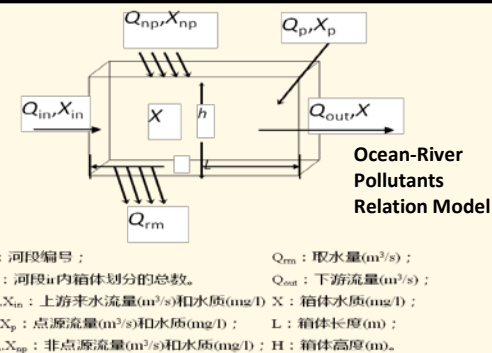 Qnp,Xnp
Qp,Xp
Qin,Xin
X
h
Qout,X
L
Ocean-River
Pollutants
Relation Model
Qrm
：河段编号；
Qrm：取水量(m³/s)；
：河段ir内箱体划分的总数。
Qout：下游流量(m³/s)；
,Xin：上游来水流量(m³/s)和水质(mg/l)
X：箱体水质(mg/l)；
Xp：点源流量(m³/s)和水质(mg/l)；
L：箱体长度(m)；
,Xnp：非点源流量(m³/s)和水质(mg/l)；
H：箱体高度(m)。